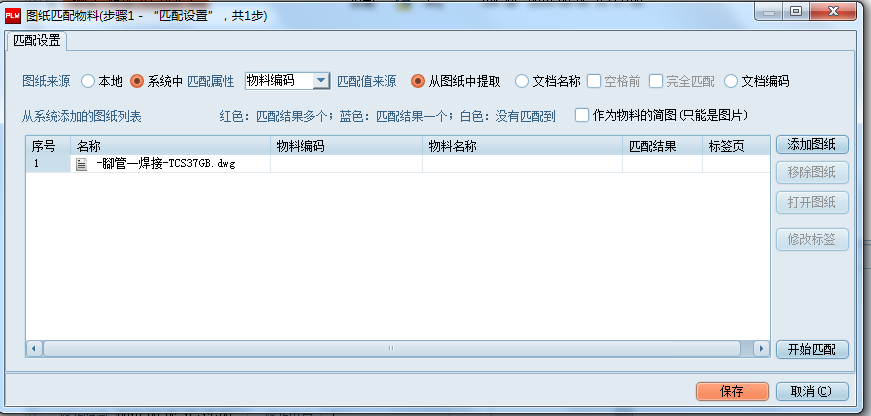 PLM 图纸匹配物料(步骤1 - “匹配设置”，共1步)
匹配设置
图纸来源 本地 系统中 匹配属性 物料编码 匹配值来源 从图纸中提取 文档名称 空格前 完全匹配 文档编码
从系统添加的图纸列表 红色：匹配结果多个；蓝色：匹配结果一个；白色：没有匹配到 作为物料的简图(只能是图片)
序号 名称 物料编码 物料名称 匹配结果 标签页
1 -腳管一焊接-TCS37GB.dwg
添加图纸
移除图纸
打开图纸
修改标签
开始匹配
保存 取消(C)